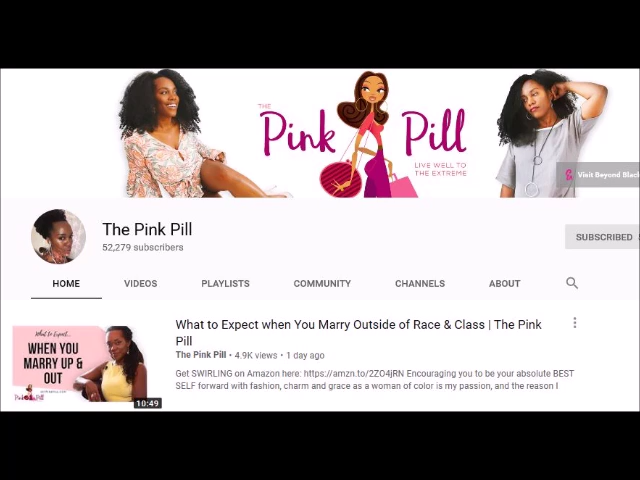 THE
Pink Pill
LIVE WELL TO
THE EXTREME
Visit Beyond Black
The Pink Pill
52,279 subscribers
SUBSCRIBED
HOME VIDEOS PLAYLISTS COMMUNITY CHANNELS ABOUT
What to Expect...
WHEN YOU
MARRY UP &
OUT
Pink Pill
10:49
What to Expect when You Marry Outside of Race & Class | The Pink
Pill
The Pink Pill • 4.9K views • 1 day ago
Get SWIRLING on Amazon here: https://amzn.to/2ZO4jRN Encouraging you to be your absolute BEST
SELF forward with fashion, charm and grace as a woman of color is my passion, and the reason I